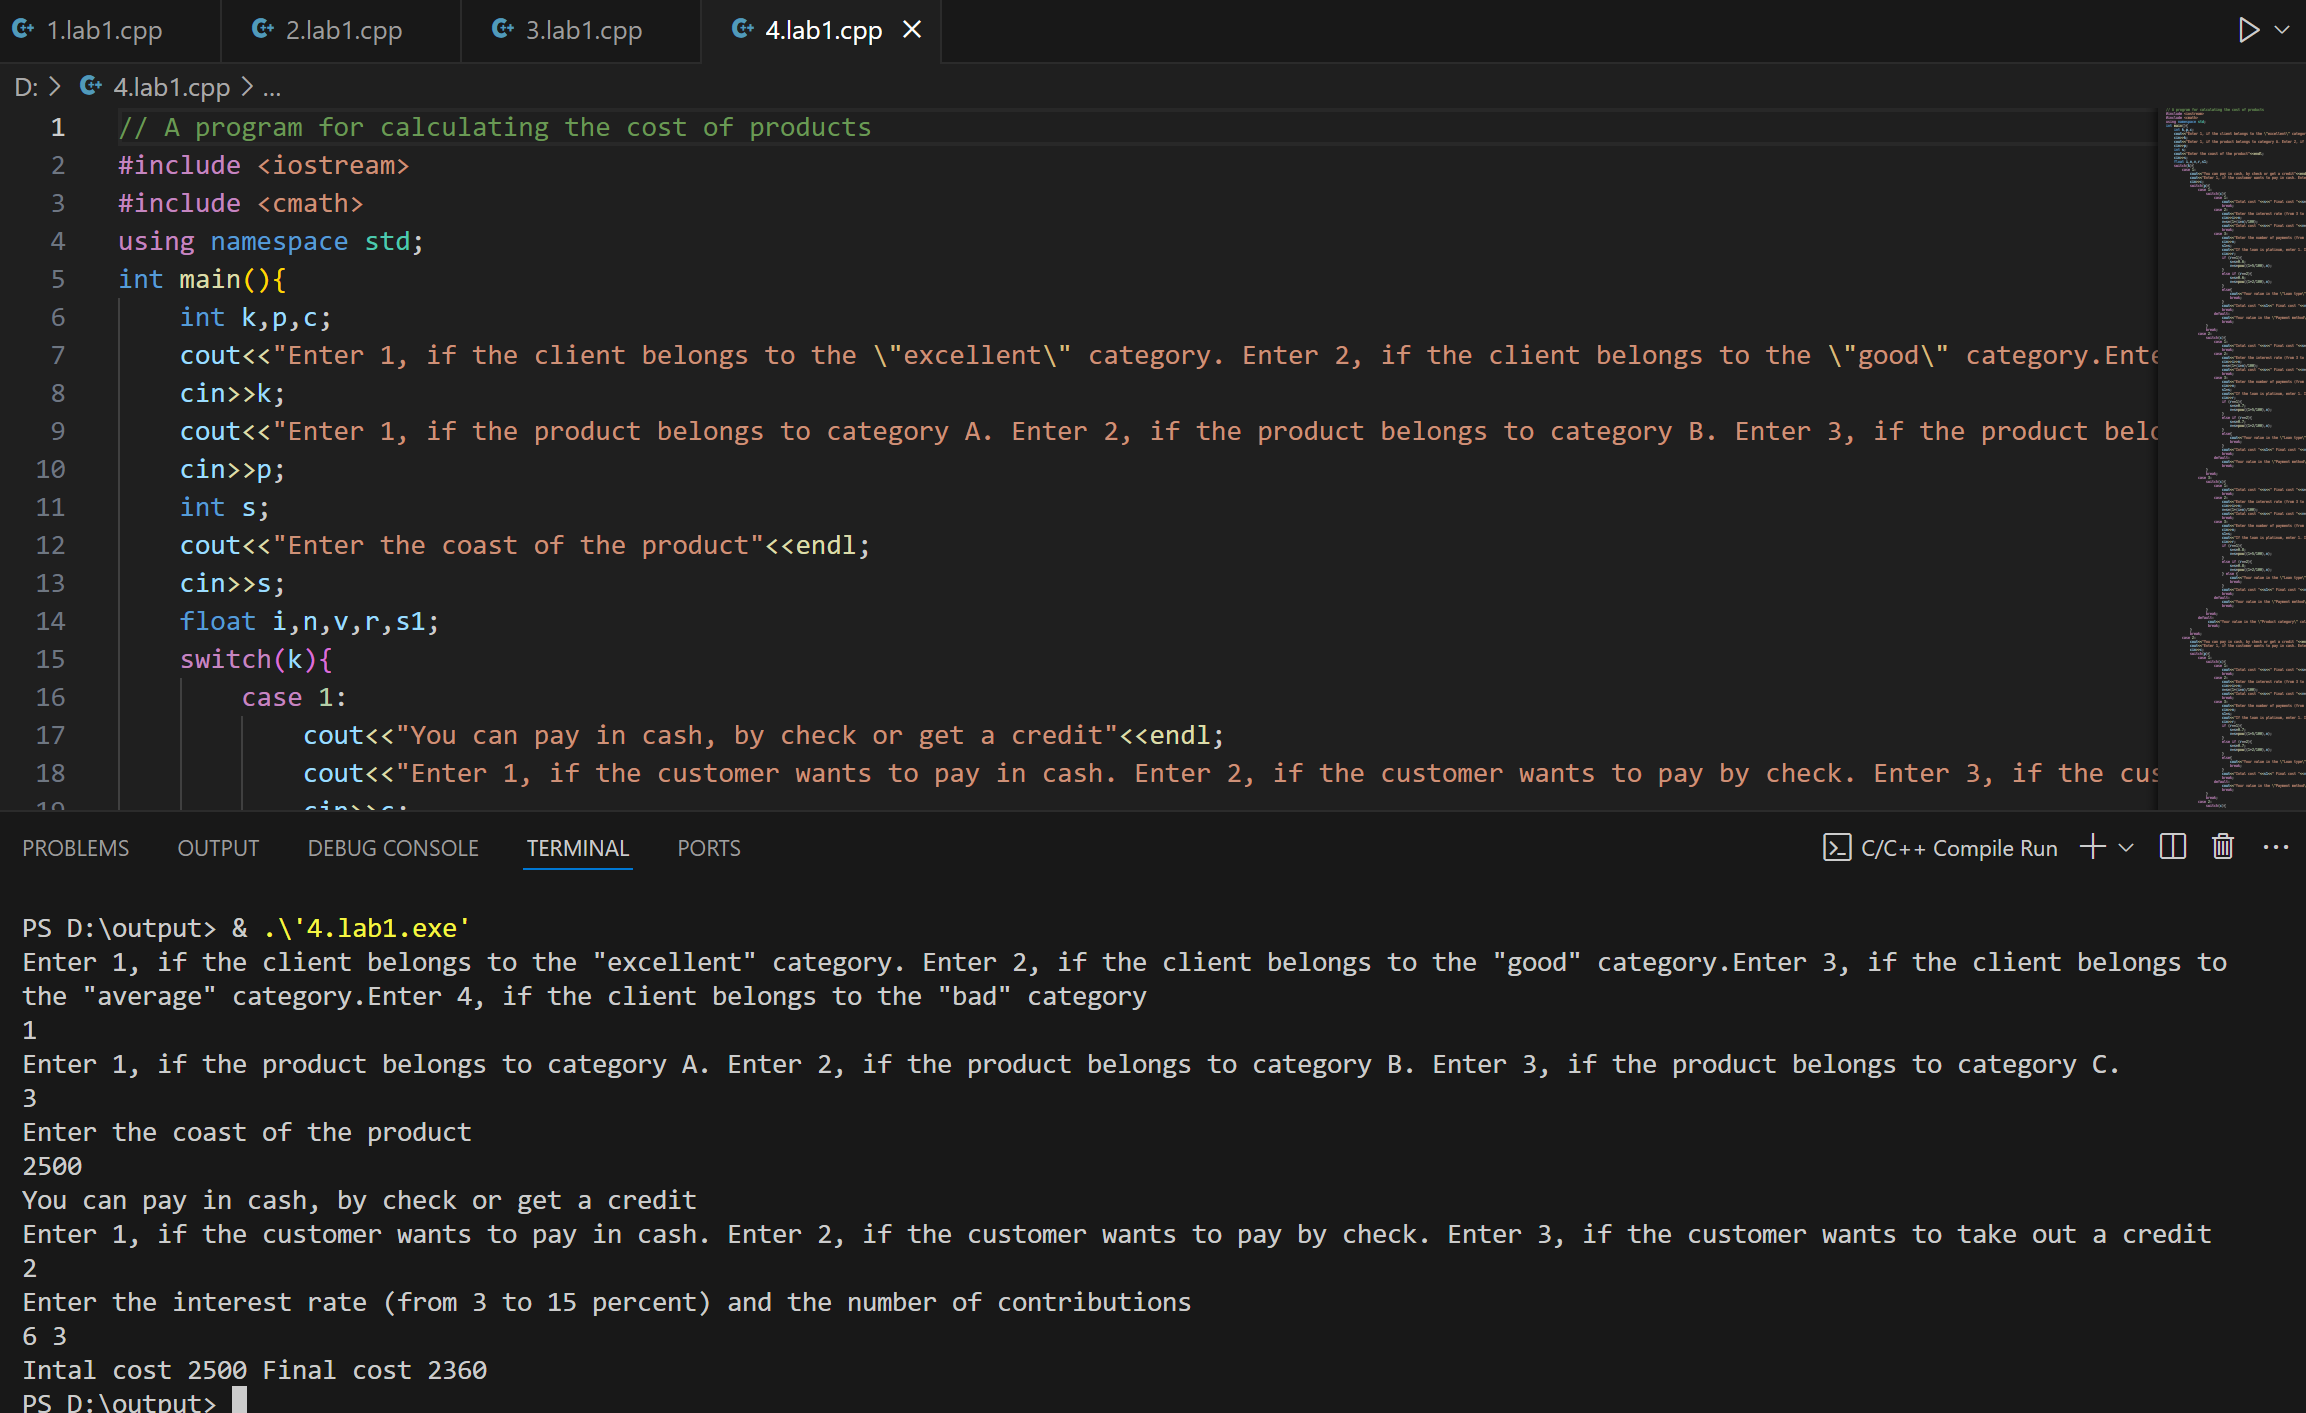 1.lab1.cpp 2.lab1.cpp 3.lab1.cpp 4.lab1.cpp
D: > 4.lab1.cpp > ...
1 // A program for calculating the cost of products
2 #include <iostream>
3 #include <cmath>
4 using namespace std;
5 int main(){
6 int k,p,c;
7 cout<<"Enter 1, if the client belongs to the \"excellent\" category. Enter 2, if the client belongs to the \"good\" category.Ente
8 cin>>k;
9 cout<<"Enter 1, if the product belongs to category A. Enter 2, if the product belongs to category B. Enter 3, if the product belo
10 cin>>p;
11 int s;
12 cout<<"Enter the coast of the product"<<endl;
13 cin>>s;
14 float i,n,v,r,s1;
15 switch(k){
16 case 1:
17 cout<<"You can pay in cash, by check or get a credit"<<endl;
18 cout<<"Enter 1, if the customer wants to pay in cash. Enter 2, if the customer wants to pay by check. Enter 3, if the cus
19 cin>>c;
PROBLEMS OUTPUT DEBUG CONSOLE TERMINAL PORTS C/C++ Compile Run
PS D:\output> & .\'4.lab1.exe'
Enter 1, if the client belongs to the "excellent" category. Enter 2, if the client belongs to the "good" category.Enter 3, if the client belongs to
the "average" category.Enter 4, if the client belongs to the "bad" category
1
Enter 1, if the product belongs to category A. Enter 2, if the product belongs to category B. Enter 3, if the product belongs to category C.
3
Enter the coast of the product
2500
You can pay in cash, by check or get a credit
Enter 1, if the customer wants to pay in cash. Enter 2, if the customer wants to pay by check. Enter 3, if the customer wants to take out a credit
2
Enter the interest rate (from 3 to 15 percent) and the number of contributions
6 3
Intal cost 2500 Final cost 2360
PS D:\output>